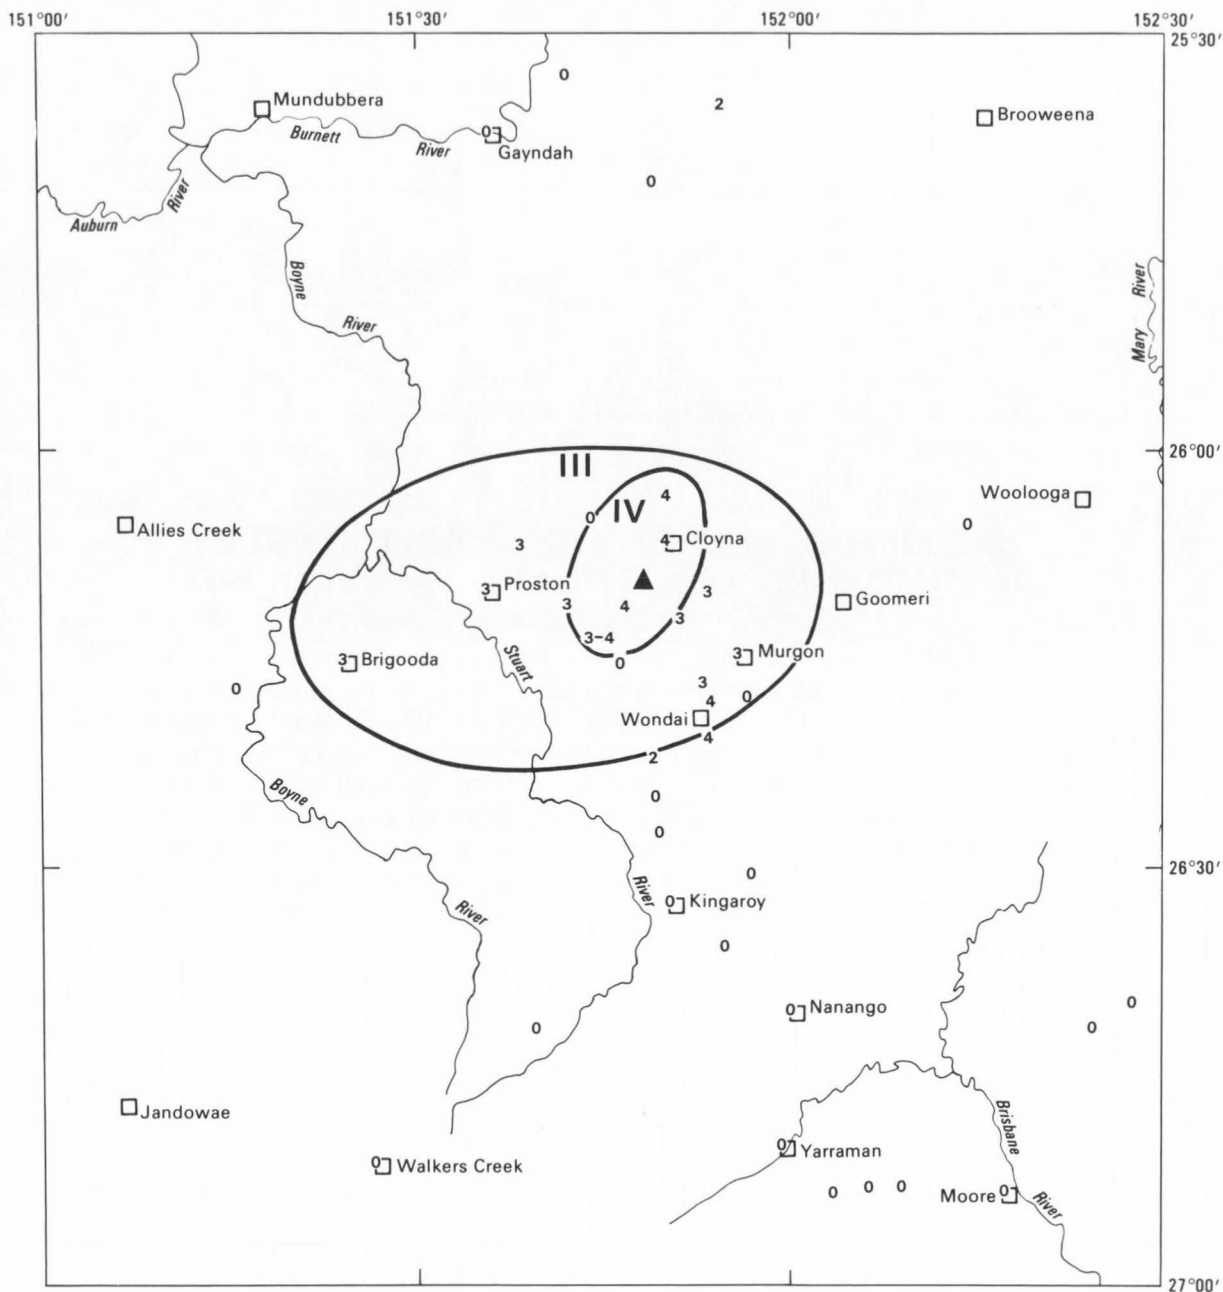 151°00′ 151°30′ 152°00′ 152°30′
25°30′
0
2
Mundubbera
Brooweena
Burnett
0
River
Gayndah
0
River
Auburn
Boyne
River
River
Mary
26°00′
III
4
Woolooga
IV
0
0
Allies Creek
4 Cloyna
3
3 Proston
3
Goomeri
3
4
3
3-4
Murgon
3
0
3 Brigooda
Stuart
3
0
4
0
Wondai
4
2
Boyne
0
0
26°30′
0
River
0 Kingaroy
River
0
0
0 Nanango
0
0
Jandowae
Brisbane
0 Yarraman
0 Walkers Creek
0 0 0
Moore 0
River
27°00′